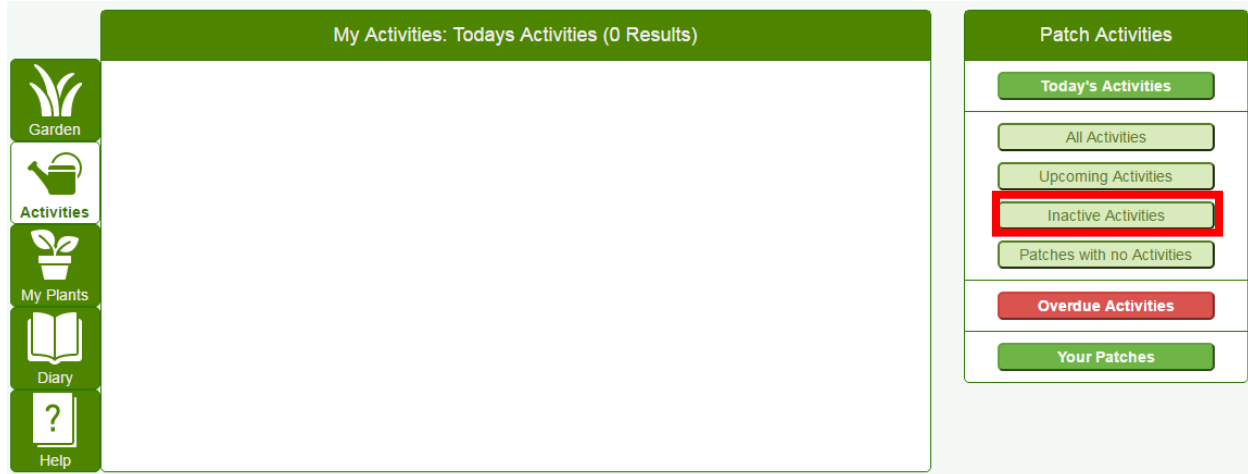 My Activities: Todays Activities (0 Results)
Garden
Activities
My Plants
Diary
?
Help
Patch Activities
Today's Activities
All Activities
Upcoming Activities
Inactive Activities
Patches with no Activities
Overdue Activities
Your Patches